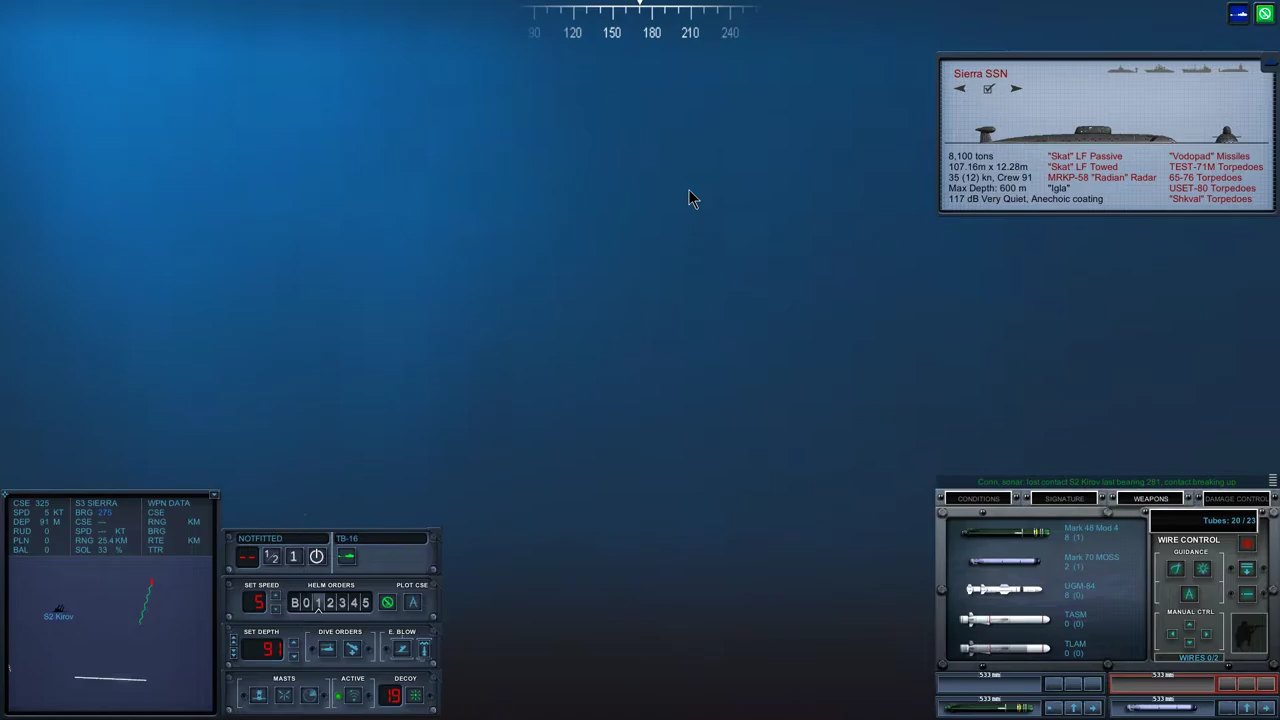 90 120 150 180 210 240
Sierra SSN
8,100 tons "Skat" LF Passive "Vodopad" Missiles
107.16m x 12.28m "Skat" LF Towed TEST-71M Torpedoes
35 (12) kn, Crew 91 MRKP-58 "Radian" Radar 65-76 Torpedoes
Max Depth: 600 m "Igla" USET-80 Torpedoes
117 dB Very Quiet, Anechoic coating "Shkval" Torpedoes
Conn, sonar, lost contact S2 Kirov last bearing 281, contact breaking up.
CONDITIONS SIGNATURE WEAPONS DAMAGE CONTROL
Tubes: 20 / 23
Mark 48 Mod 4
8 (1)
Mark 70 MOSS
2 (1)
UGM-84
8 (0)
TASM
0 (0)
TLAM
0 (0)
WIRE CONTROL
GUIDANCE
MANUAL CTRL
WIRES 0/2
533 mm 533 mm
533 mm 533 mm
CSE 325 S3 SIERRA WPN DATA
SPD 5 KT BRG 275 CSE
DEP 91 M CSE --- RNG KM
RUD 0 SPD --- KT BRG
PLN 0 RNG 25.4 KM RNG KM
BAL 0 SOL 33 % TTR
S2 Kirov
NOTFITTED TB-16
-- 1/2 1
SET SPEED HELM ORDERS PLOT CSE
5 B 0 1 2 3 4 5
SET DEPTH DIVE ORDERS E. BLOW
91
MASTS ACTIVE DECOY
19